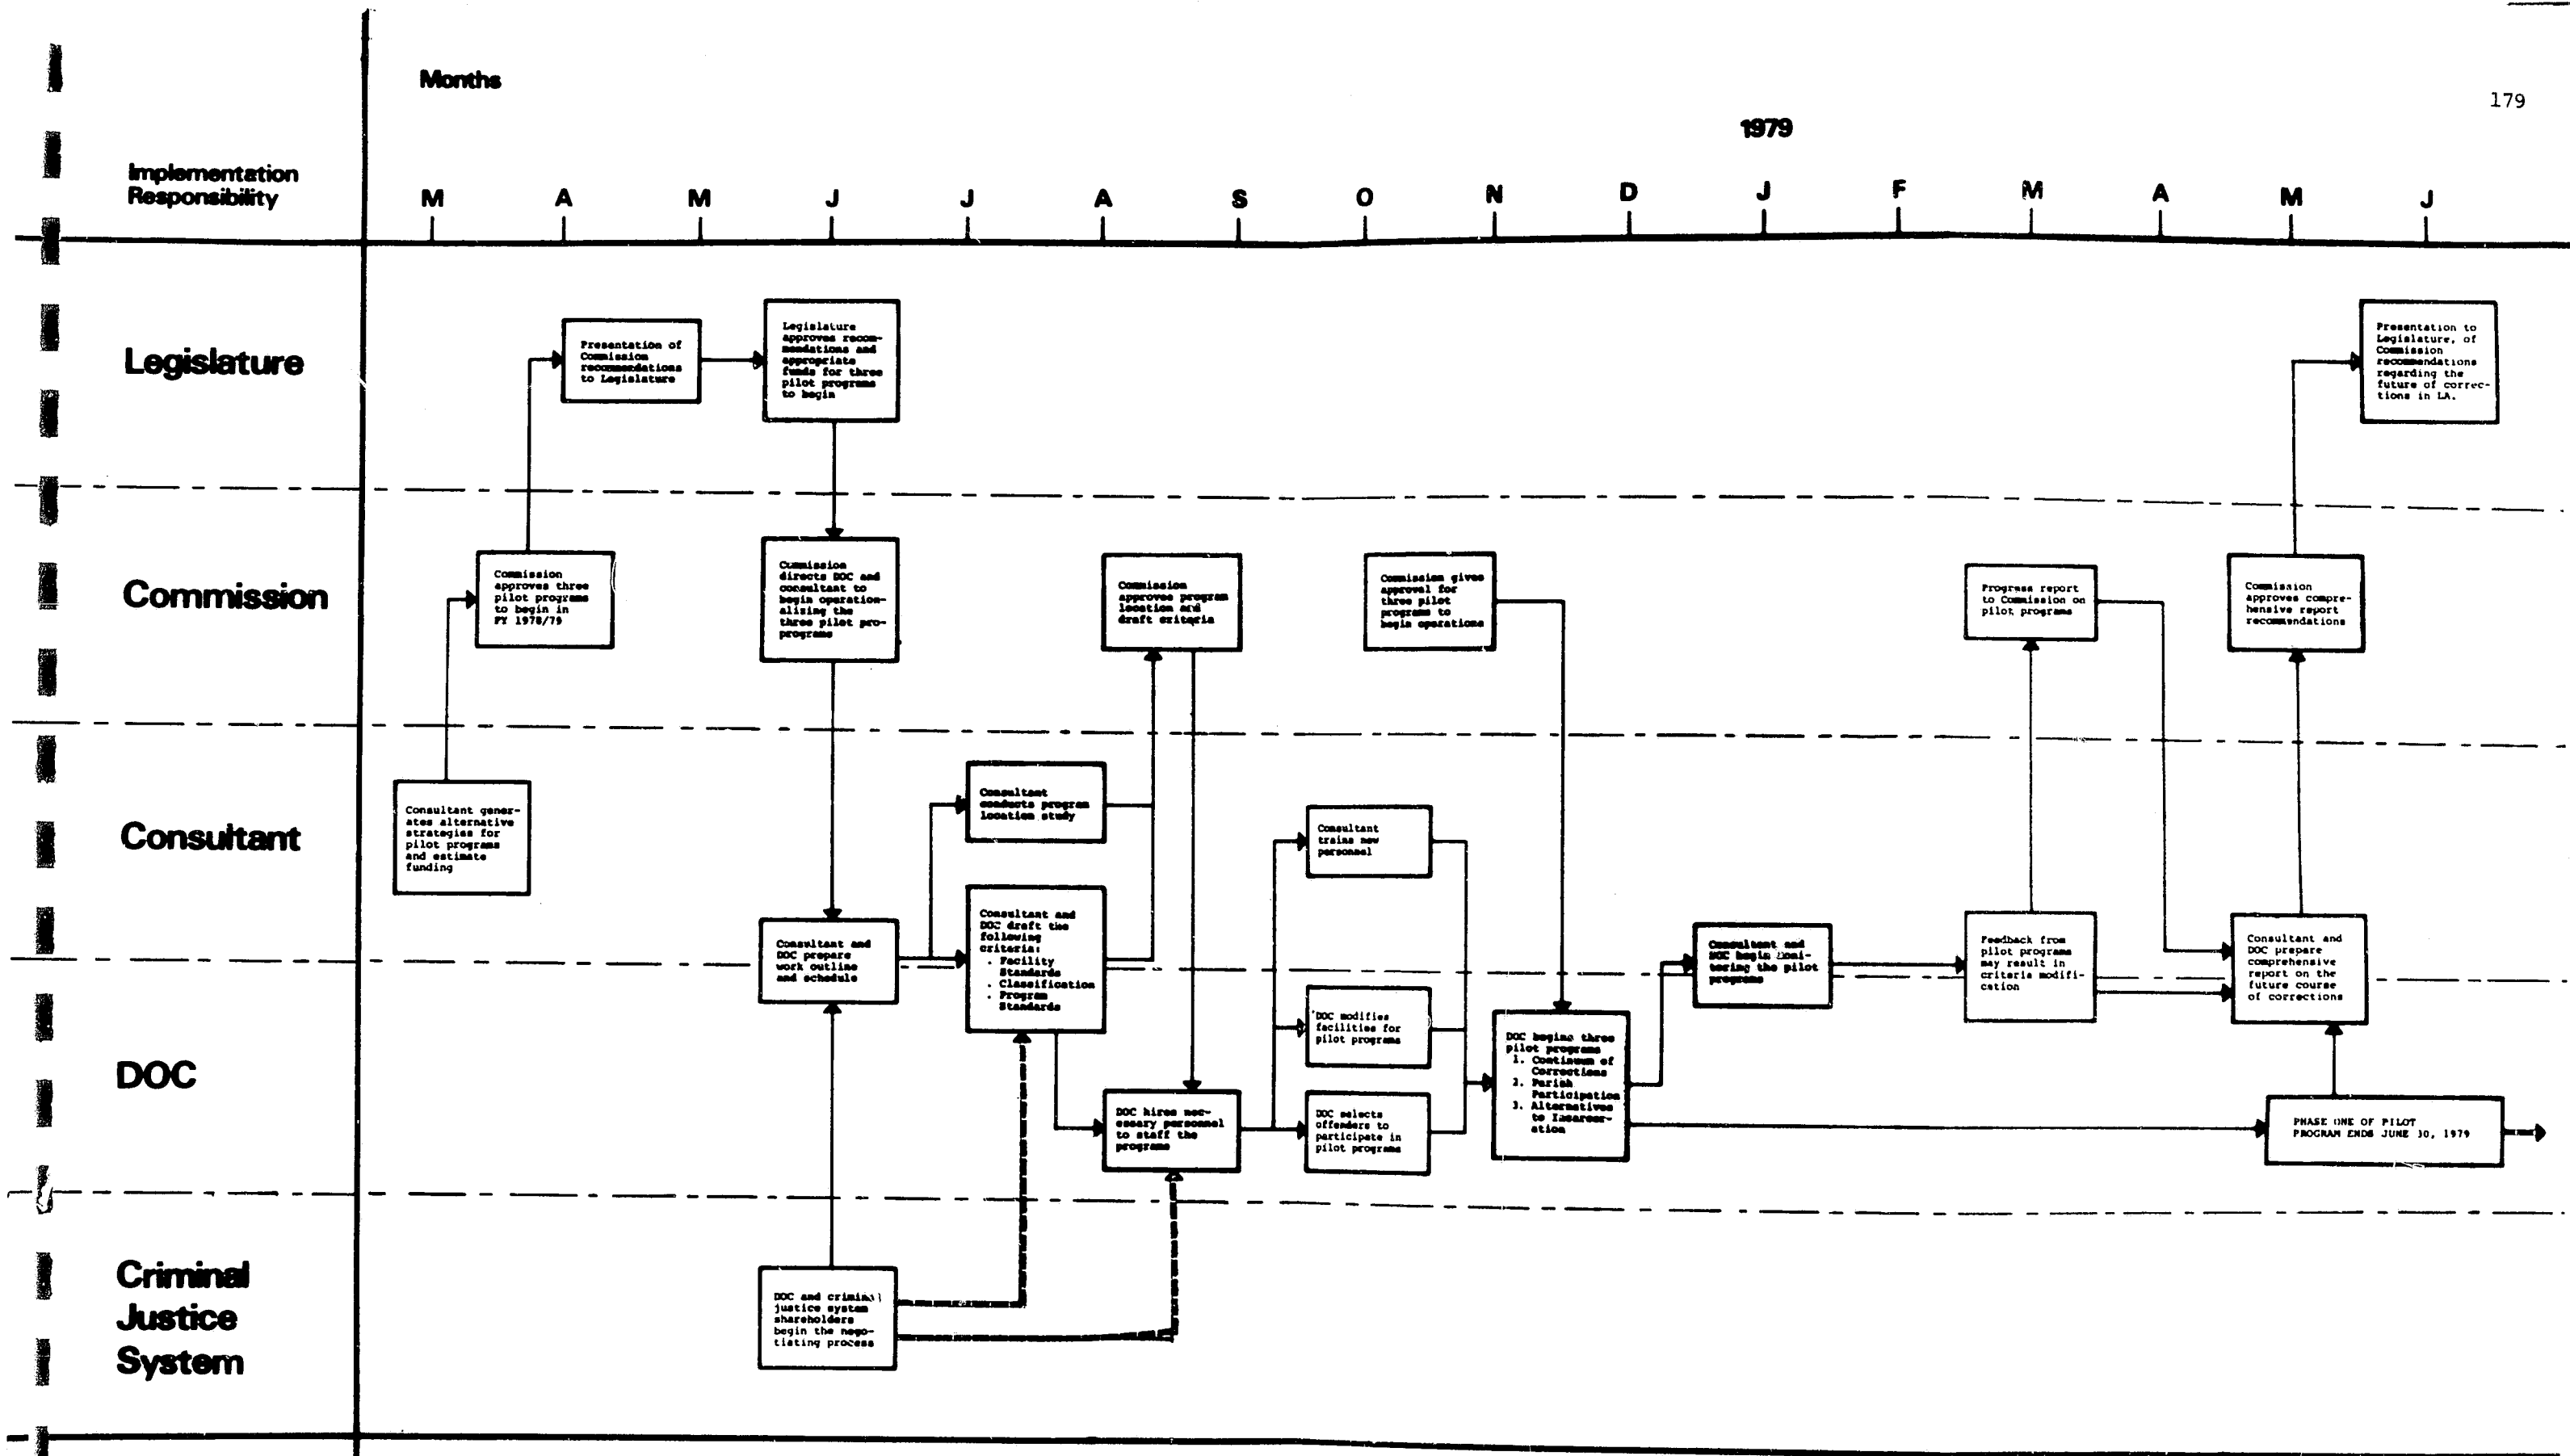 179
Months
1979
Implementation
Responsibility
M A M J J A S O N D J F M A M J
Legislature
Presentation of
Commission
recommendations
to Legislature
Legislature
approves recom-
mendations and
appropriate
funds for three
pilot programs
to begin
Presentation to
Legislature, of
Commission
recommendations
regarding the
future of correc-
tions in LA.
Commission
Commission
approves three
pilot programs
to begin in
FY 1978/79
Commission
directs DOC and
consultant to
begin operation-
alizing the
three pilot pro-
programs
Commission
approves program
location and
draft criteria
Commission gives
approval for
three pilot
programs to
begin operations
Progress report
to Commission on
pilot programs
Commission
approves compre-
hensive report
recommendations
Consultant
Consultant gener-
ates alternative
strategies for
pilot programs
and estimate
funding
Consultant
conducts program
location study
Consultant
trains new
personnel
Consultant and
DOC prepare
work outline
and schedule
Consultant and
DOC draft the
following
criteria:
. Facility
Standards
. Classification
. Program
Standards
Consultant and
DOC begin moni-
tering the pilot
programs
Feedback from
pilot programs
may result in
criteria modifi-
cation
Consultant and
DOC prepare
comprehensive
report on the
future course
of corrections
DOC
DOC hires nec-
essary personnel
to staff the
programs
DOC modifies
facilities for
pilot programs
DOC selects
offenders to
participate in
pilot programs
DOC begins three
pilot programs
1. Continuum of
Corrections
2. Parish
Participation
3. Alternatives
to Incarcer-
ation
PHASE ONE OF PILOT
PROGRAM ENDS JUNE 30, 1979
Criminal
Justice
System
DOC and criminal
justice system
shareholders
begin the nego-
tiating process